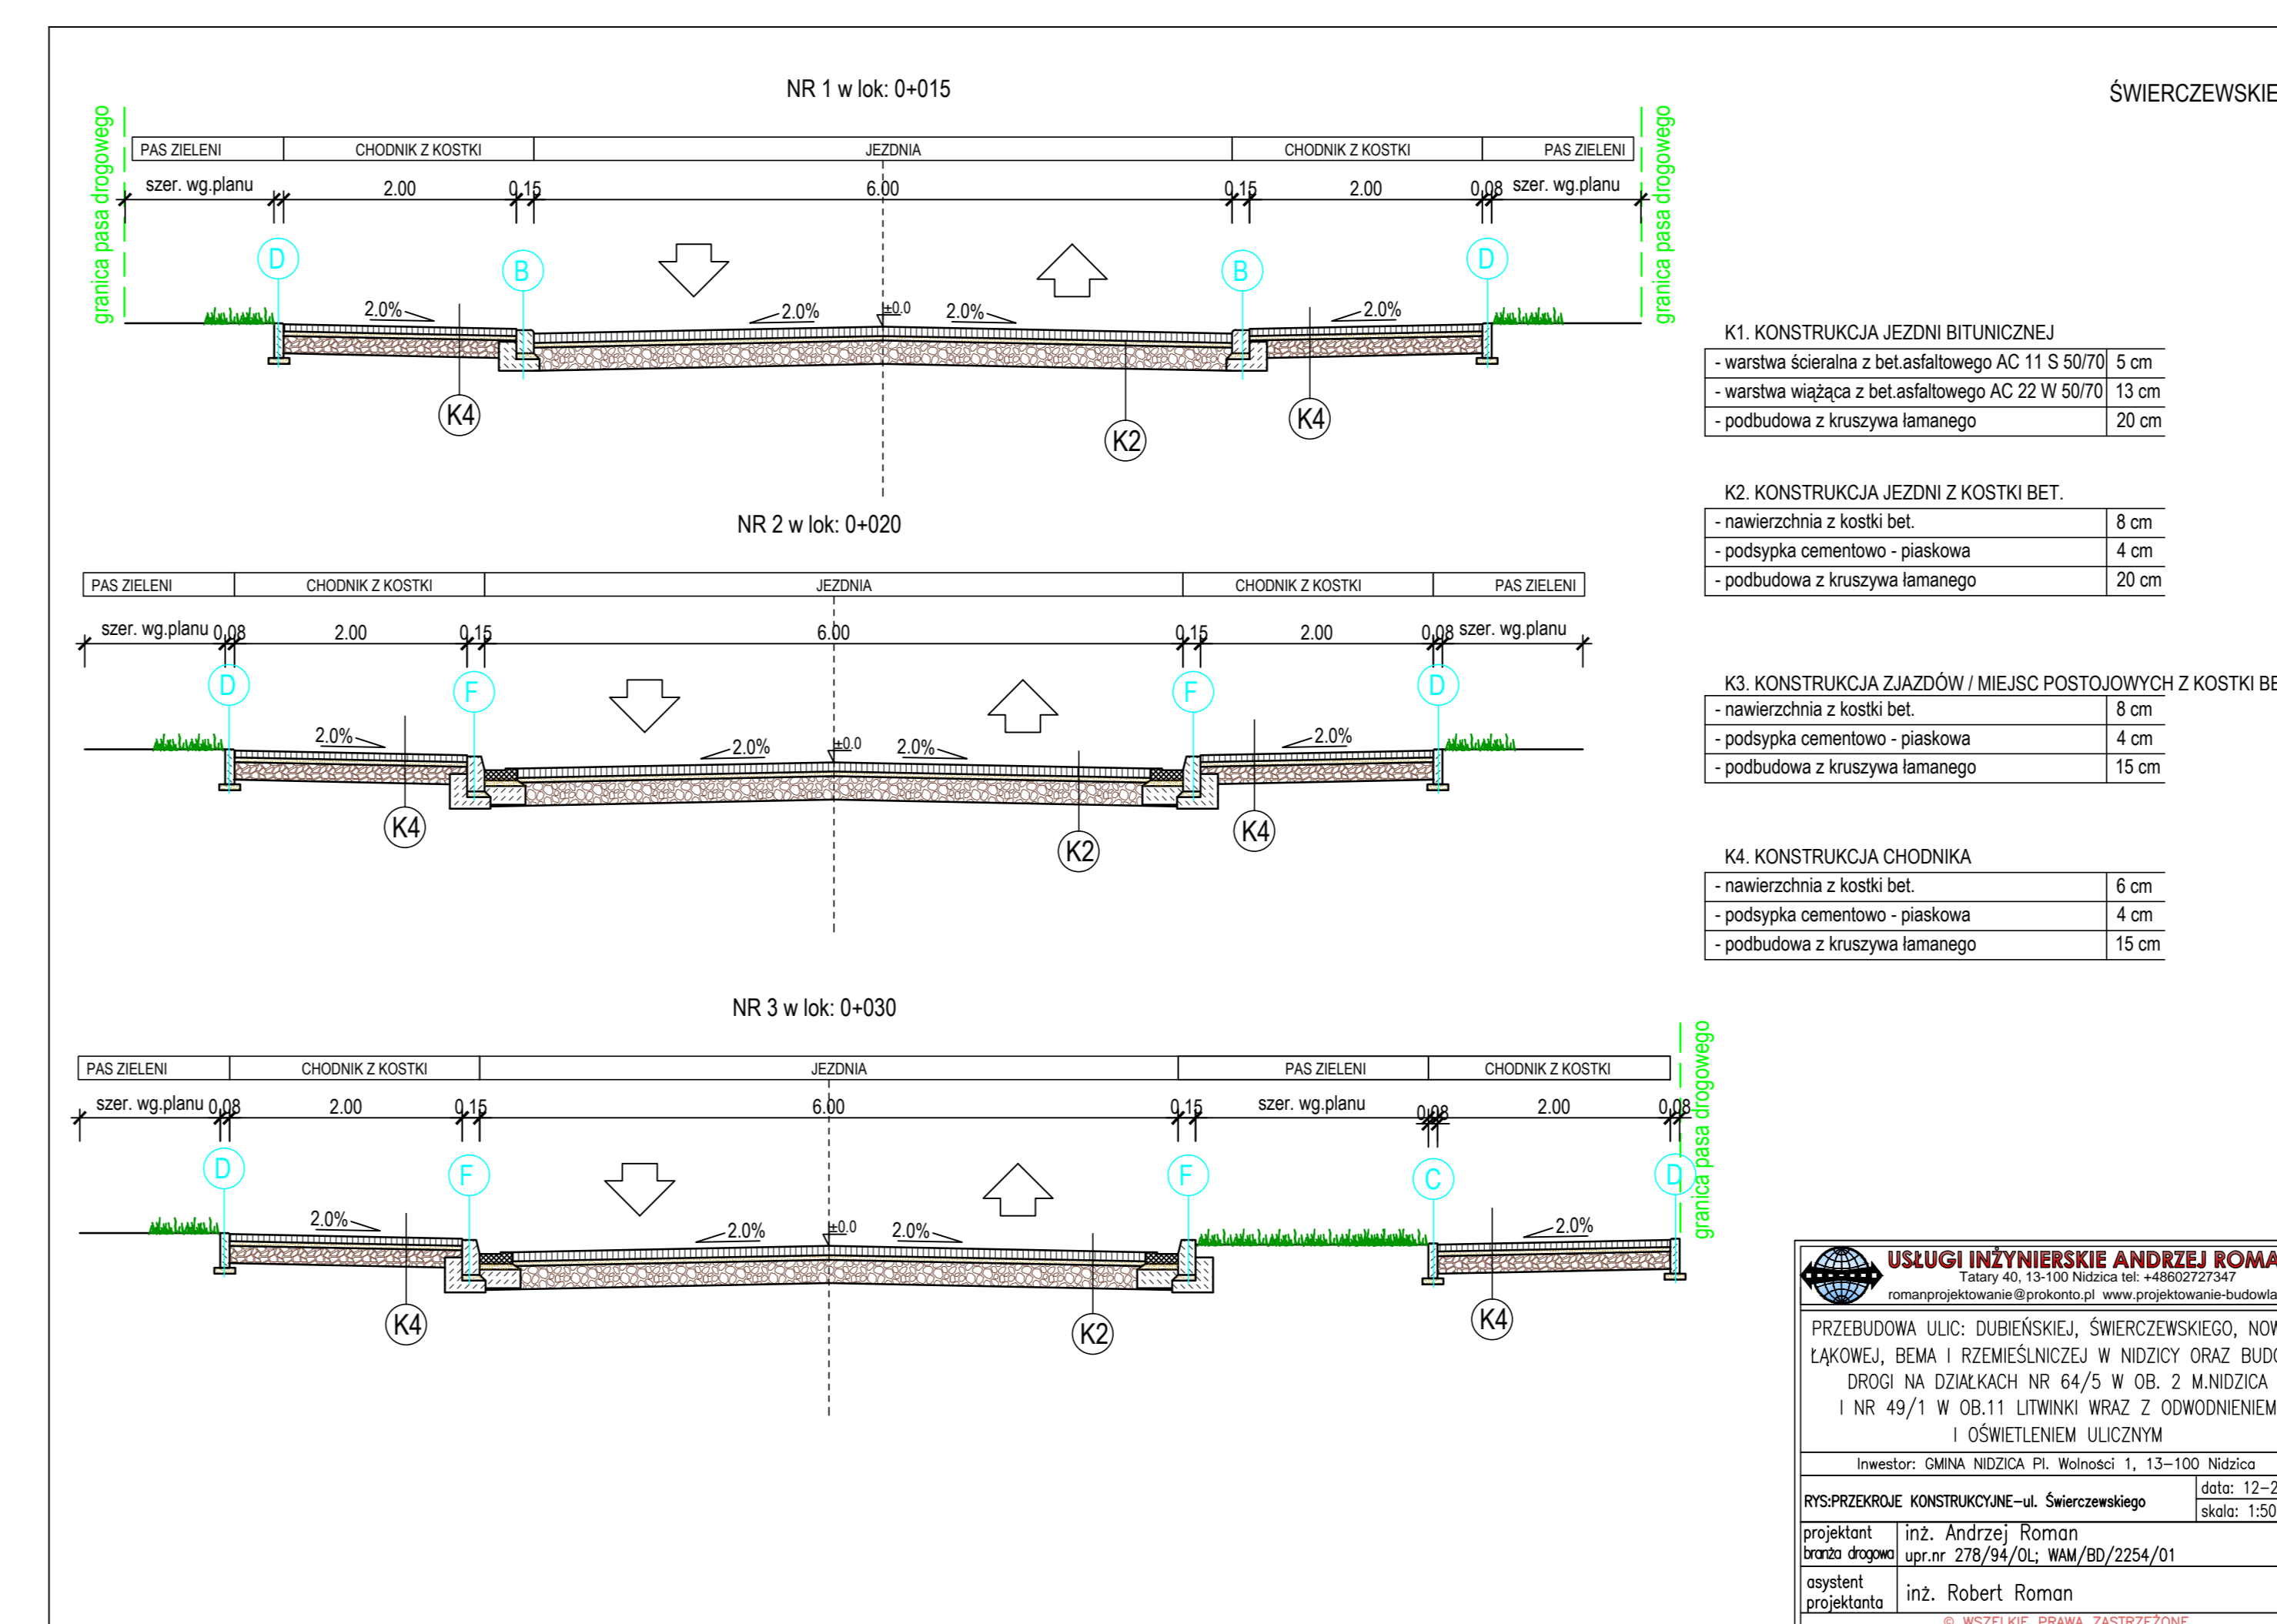 NR 1 w lok: 0+015
ŚWIERCZEWSKIE
granica pasa drogowego
PAS ZIELENI CHODNIK Z KOSTKI JEZDNIA CHODNIK Z KOSTKI PAS ZIELENI
granica pasa drogowego
szer. wg.planu 2.00 0,15 6.00 0,15 2.00 0,08 szer. wg.planu
D B B D
2.0% 2.0% ±0.0 2.0% 2.0%
K4 K2 K4
NR 2 w lok: 0+020
PAS ZIELENI CHODNIK Z KOSTKI JEZDNIA CHODNIK Z KOSTKI PAS ZIELENI
szer. wg.planu 0,08 2.00 0,15 6.00 0,15 2.00 0,08 szer. wg.planu
D F F D
2.0% 2.0% ±0.0 2.0% 2.0%
K4 K2 K4
NR 3 w lok: 0+030
granica pasa drogowego
PAS ZIELENI CHODNIK Z KOSTKI JEZDNIA PAS ZIELENI CHODNIK Z KOSTKI
szer. wg.planu 0,08 2.00 0,15 6.00 0,15 szer. wg.planu 0,08 2.00 0,08
D F F C D
2.0% 2.0% ±0.0 2.0% 2.0%
K4 K2 K4
K1. KONSTRUKCJA JEZDNI BITUNICZNEJ
- warstwa ścieralna z bet.asfaltowego AC 11 S 50/70 5 cm
- warstwa wiążąca z bet.asfaltowego AC 22 W 50/70 13 cm
- podbudowa z kruszywa łamanego 20 cm
K2. KONSTRUKCJA JEZDNI Z KOSTKI BET.
- nawierzchnia z kostki bet. 8 cm
- podsypka cementowo - piaskowa 4 cm
- podbudowa z kruszywa łamanego 20 cm
K3. KONSTRUKCJA ZJAZDÓW / MIEJSC POSTOJOWYCH Z KOSTKI BE
- nawierzchnia z kostki bet. 8 cm
- podsypka cementowo - piaskowa 4 cm
- podbudowa z kruszywa łamanego 15 cm
K4. KONSTRUKCJA CHODNIKA
- nawierzchnia z kostki bet. 6 cm
- podsypka cementowo - piaskowa 4 cm
- podbudowa z kruszywa łamanego 15 cm
USŁUGI INŻYNIERSKIE ANDRZEJ ROMA
Tatary 40, 13-100 Nidzica tel: +48602727347
romanprojektowanie@prokonto.pl www.projektowanie-budowla
PRZEBUDOWA ULIC: DUBIEŃSKIEJ, ŚWIERCZEWSKIEGO, NOW
ŁĄKOWEJ, BEMA I RZEMIEŚLNICZEJ W NIDZICY ORAZ BUDO
DROGI NA DZIAŁKACH NR 64/5 W OB. 2 M.NIDZICA
I NR 49/1 W OB.11 LITWINKI WRAZ Z ODWODNIENIEM
I OŚWIETLENIEM ULICZNYM
Inwestor: GMINA NIDZICA Pl. Wolności 1, 13-100 Nidzica
RYS:PRZEKROJE KONSTRUKCYJNE-ul. Świerczewskiego
data: 12-2
skala: 1:50
projektant branża drogowa
inż. Andrzej Roman
upr.nr 278/94/OL; WAM/BD/2254/01
asystent projektanta
inż. Robert Roman
© WSZELKIE PRAWA ZASTRZEŻONE